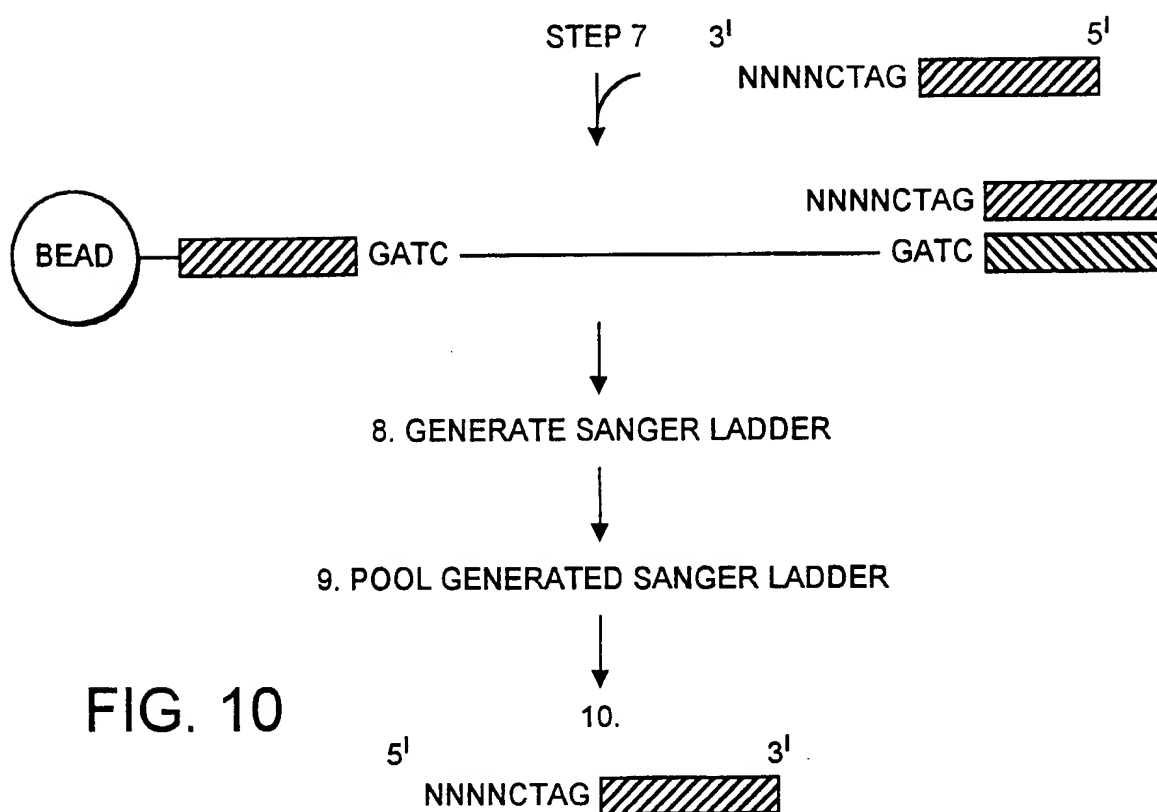 STEP 7 3' 5'
NNNNCTAG
NNNNCTAG
BEAD GATC GATC
8. GENERATE SANGER LADDER
9. POOL GENERATED SANGER LADDER
FIG. 10
10.
5' 3'
NNNNCTAG